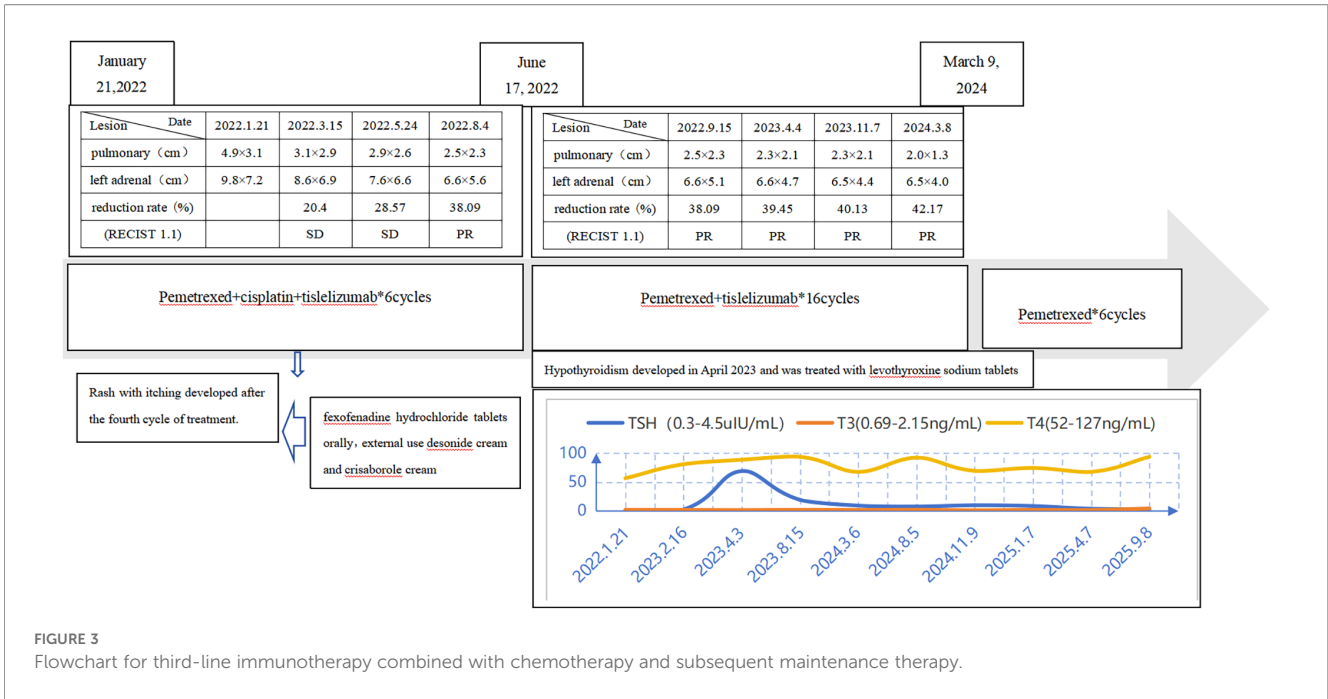 January
21,2022
June
17, 2022
March 9,
2024
Lesion Date 2022.1.21 2022.3.15 2022.5.24 2022.8.4
pulmonary（cm） 4.9×3.1 3.1×2.9 2.9×2.6 2.5×2.3
left adrenal（cm） 9.8×7.2 8.6×6.9 7.6×6.6 6.6×5.6
reduction rate (%) 20.4 28.57 38.09
(RECIST 1.1) SD SD PR
Lesion Date 2022.9.15 2023.4.4 2023.11.7 2024.3.8
pulmonary（cm） 2.5×2.3 2.3×2.1 2.3×2.1 2.0×1.3
left adrenal（cm） 6.6×5.1 6.6×4.7 6.5×4.4 6.5×4.0
reduction rate (%) 38.09 39.45 40.13 42.17
(RECIST 1.1) PR PR PR PR
Pemetrexed+cisplatin+tislelizumab*6cycles
Pemetrexed+tislelizumab*16cycles
Pemetrexed*6cycles
Rash with itching developed after
the fourth cycle of treatment.
fexofenadine hydrochloride tablets
orally，external use desonide cream
and crisaborole cream
Hypothyroidism developed in April 2023 and was treated with levothyroxine sodium tablets
TSH（0.3-4.5uIU/mL） T3(0.69-2.15ng/mL) T4(52-127ng/mL)
100
50
0
2022.1.21 2023.2.16 2023.4.3 2023.8.15 2024.3.6 2024.8.5 2024.11.9 2025.1.7 2025.4.7 2025.9.8
FIGURE 3
Flowchart for third-line immunotherapy combined with chemotherapy and subsequent maintenance therapy.